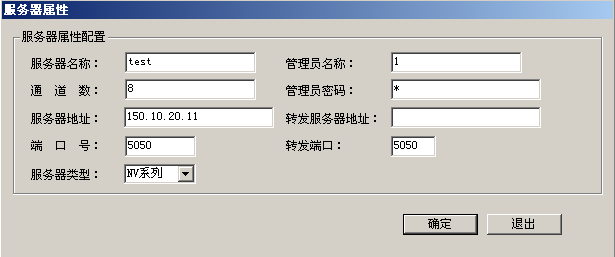 服务器属性
服务器属性配置
服务器名称： test 管理员名称： 1
通 道 数： 8 管理员密码： *
服务器地址： 150.10.20.11 转发服务器地址：
端 口 号： 5050 转发端口： 5050
服务器类型： NV系列
确定 退出